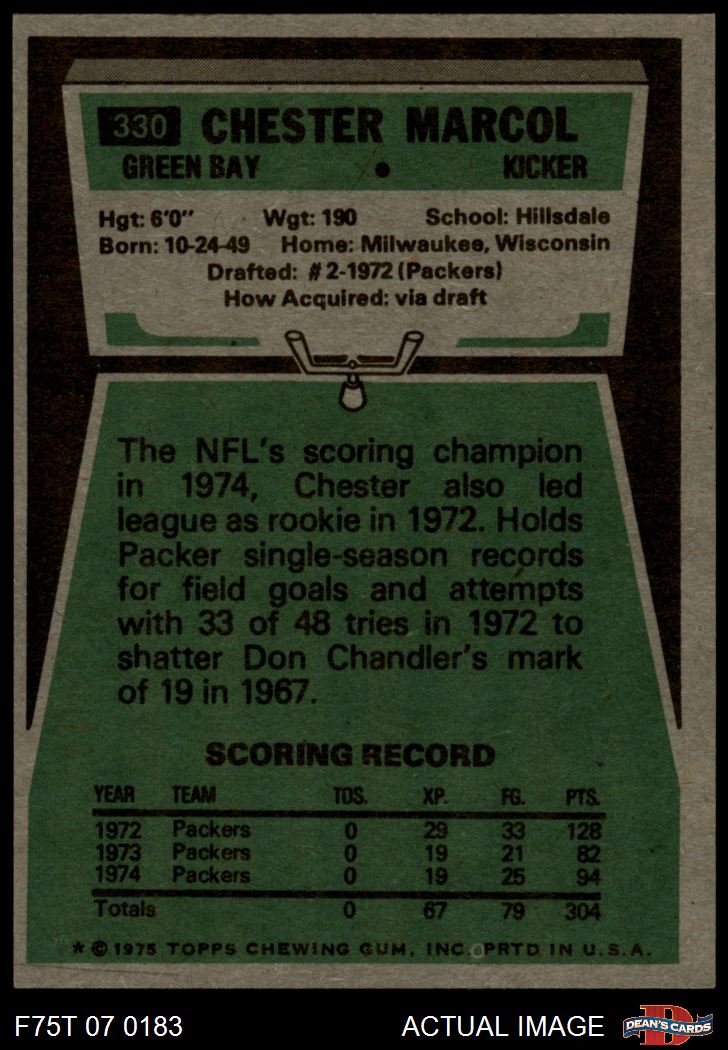 330 CHESTER MARCOL
GREEN BAY • KICKER
Hgt: 6'0" Wgt: 190 School: Hillsdale
Born: 10-24-49 Home: Milwaukee, Wisconsin
Drafted: #2-1972 (Packers)
How Acquired: via draft
The NFL's scoring champion
in 1974, Chester also led
league as rookie in 1972. Holds
Packer single-season records
for field goals and attempts
with 33 of 48 tries in 1972 to
shatter Don Chandler's mark
of 19 in 1967.
SCORING RECORD
YEAR TEAM TDS. XP. FG. PTS.
1972 Packers 0 29 33 128
1973 Packers 0 19 21 82
1974 Packers 0 19 25 94
Totals 0 67 79 304
* © 1975 TOPPS CHEWING GUM, INC. PRTD IN U.S.A.
F75T 07 0183 ACTUAL IMAGE D DEAN'S CARDS